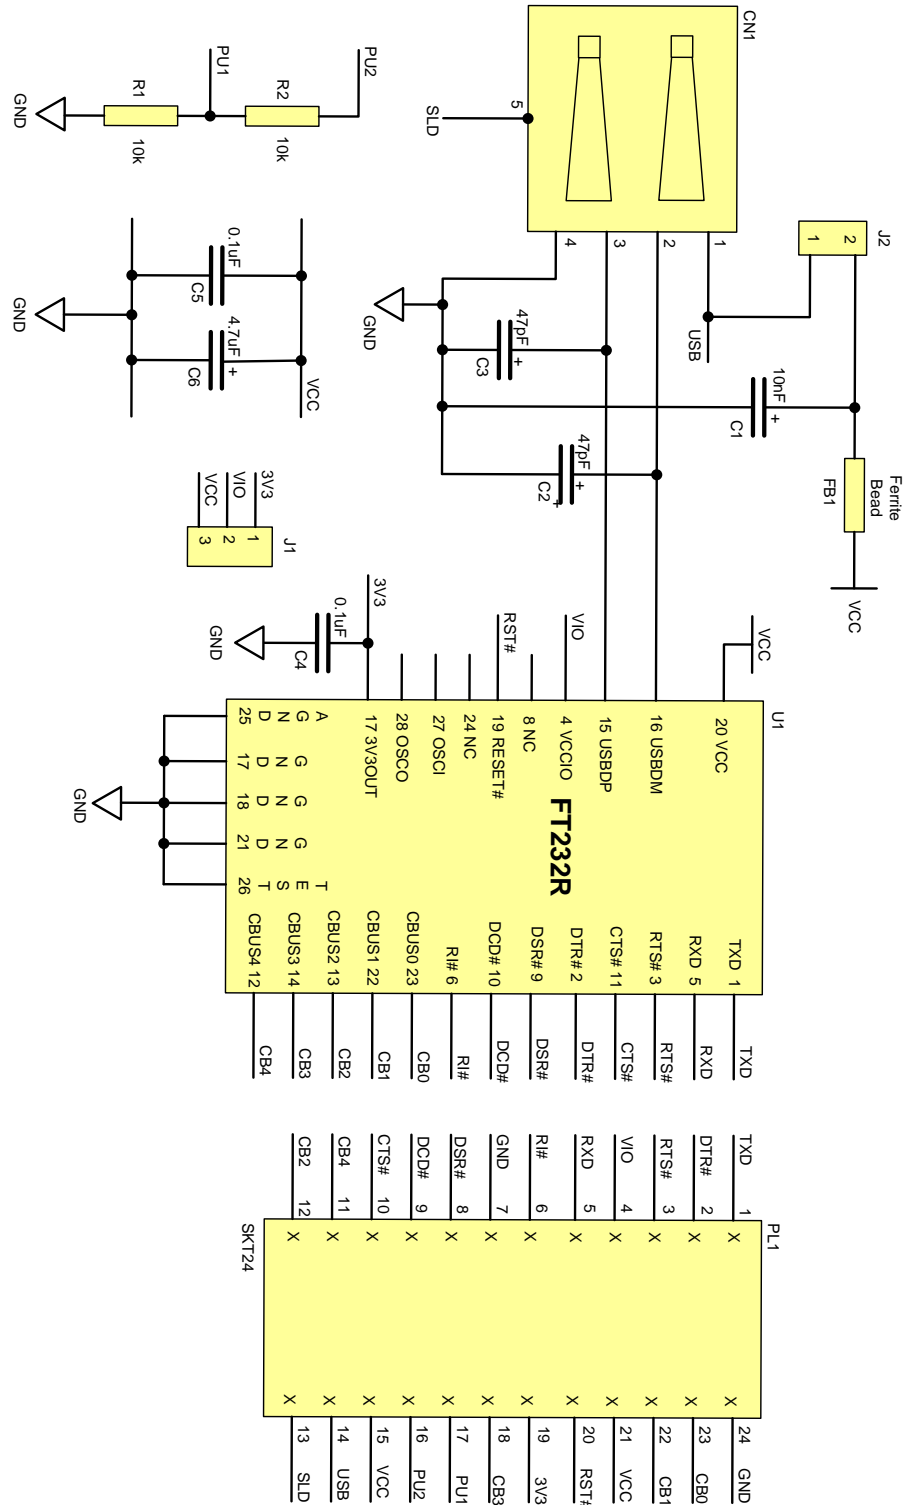 CN1
5
SLD
4
3
2
1
J2
1
2
USB
GND
47pF
C3
10nF
+
C1
47pF
C2
+
Ferrite
Bead
FB1
VCC
PU2
PU1
R2
10k
R1
10k
GND
0.1uF
C5
4.7uF
+
C6
VCC
GND
3V3
VIO
VCC
1
2
3
J1
3V3
0.1uF
C4
GND
RST#
VIO
VCC
U1
20 VCC
16 USBDM
15 USBDP
4 VCCIO
8 NC
19 RESET#
24 NC
27 OSCI
28 OSCO
17 3V3OUT
FT232R
25 AGND
17 GND
18 GND
21 GND
26 TEST
GND
TXD 1
RXD 5
RTS# 3
CTS# 11
DTR# 2
DSR# 9
DCD# 10
RI# 6
CBUS0 23
CBUS1 22
CBUS2 13
CBUS3 14
CBUS4 12
TXD
RXD
RTS#
CTS#
DTR#
DSR#
DCD#
RI#
CB0
CB1
CB2
CB3
CB4
PL1
TXD 1
DTR# 2
RTS# 3
VIO 4
RXD 5
RI# 6
GND 7
DSR# 8
DCD# 9
CTS# 10
CB4 11
CB2 12
SKT24
24 GND
23 CB0
22 CB1
21 VCC
20 RST#
19 3V3
18 CB3
17 PU1
16 PU2
15 VCC
14 USB
13 SLD